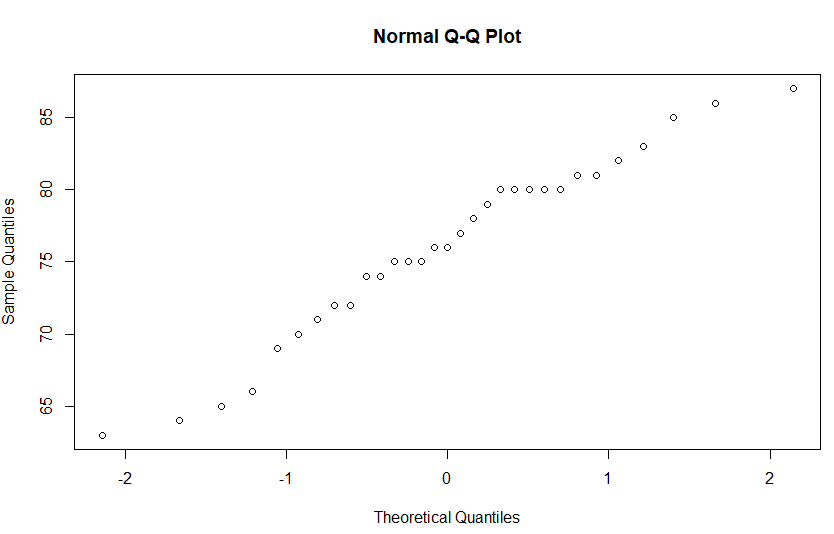 Normal Q-Q Plot
85
80
75
70
65
Sample Quantiles
-2 -1 0 1 2
Theoretical Quantiles